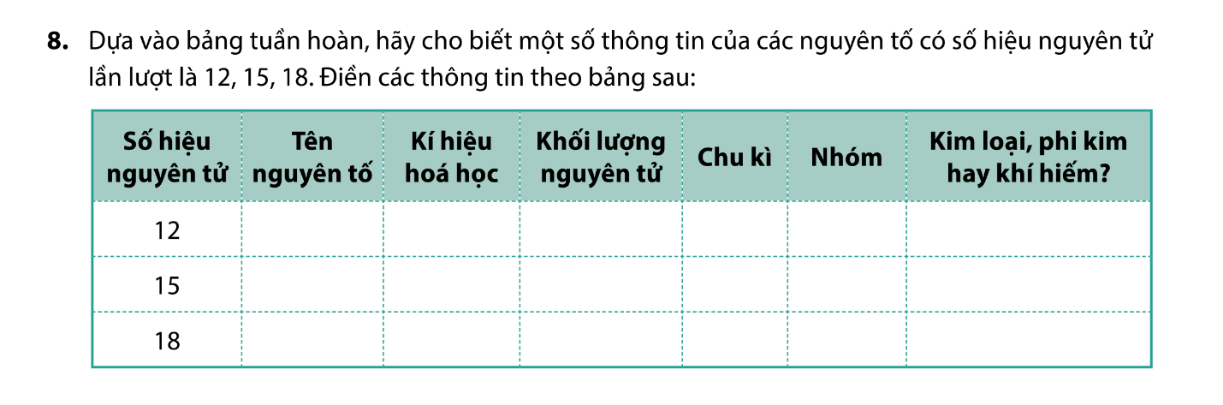 8. Dựa vào bảng tuần hoàn, hãy cho biết một số thông tin của các nguyên tố có số hiệu nguyên tử
lần lượt là 12, 15, 18. Điền các thông tin theo bảng sau:
Số hiệu nguyên tử | Tên nguyên tố | Kí hiệu hoá học | Khối lượng nguyên tử | Chu kì | Nhóm | Kim loại, phi kim hay khí hiếm?
12
15
18